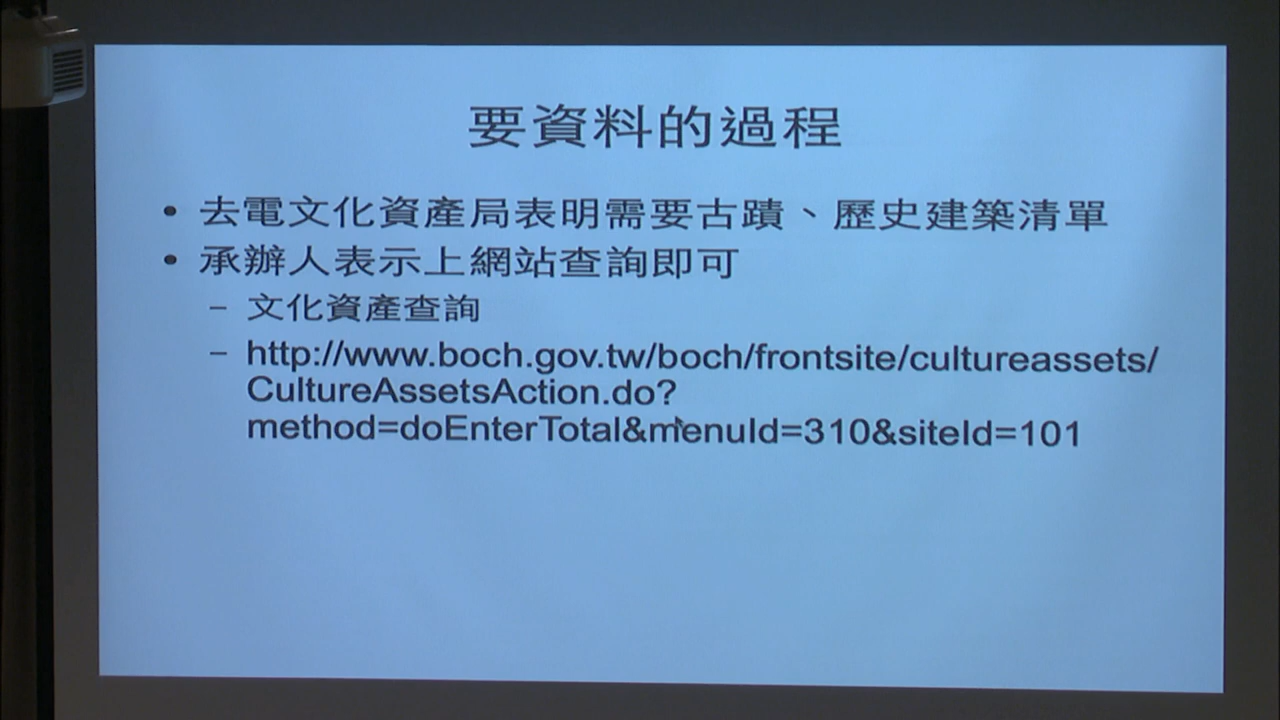 要資料的過程
• 去電文化資產局表明需要古蹟、歷史建築清單
• 承辦人表示上網站查詢即可
– 文化資產查詢
– http://www.boch.gov.tw/boch/frontsite/cultureassets/
CultureAssetsAction.do?
method=doEnterTotal&menuId=310&siteId=101